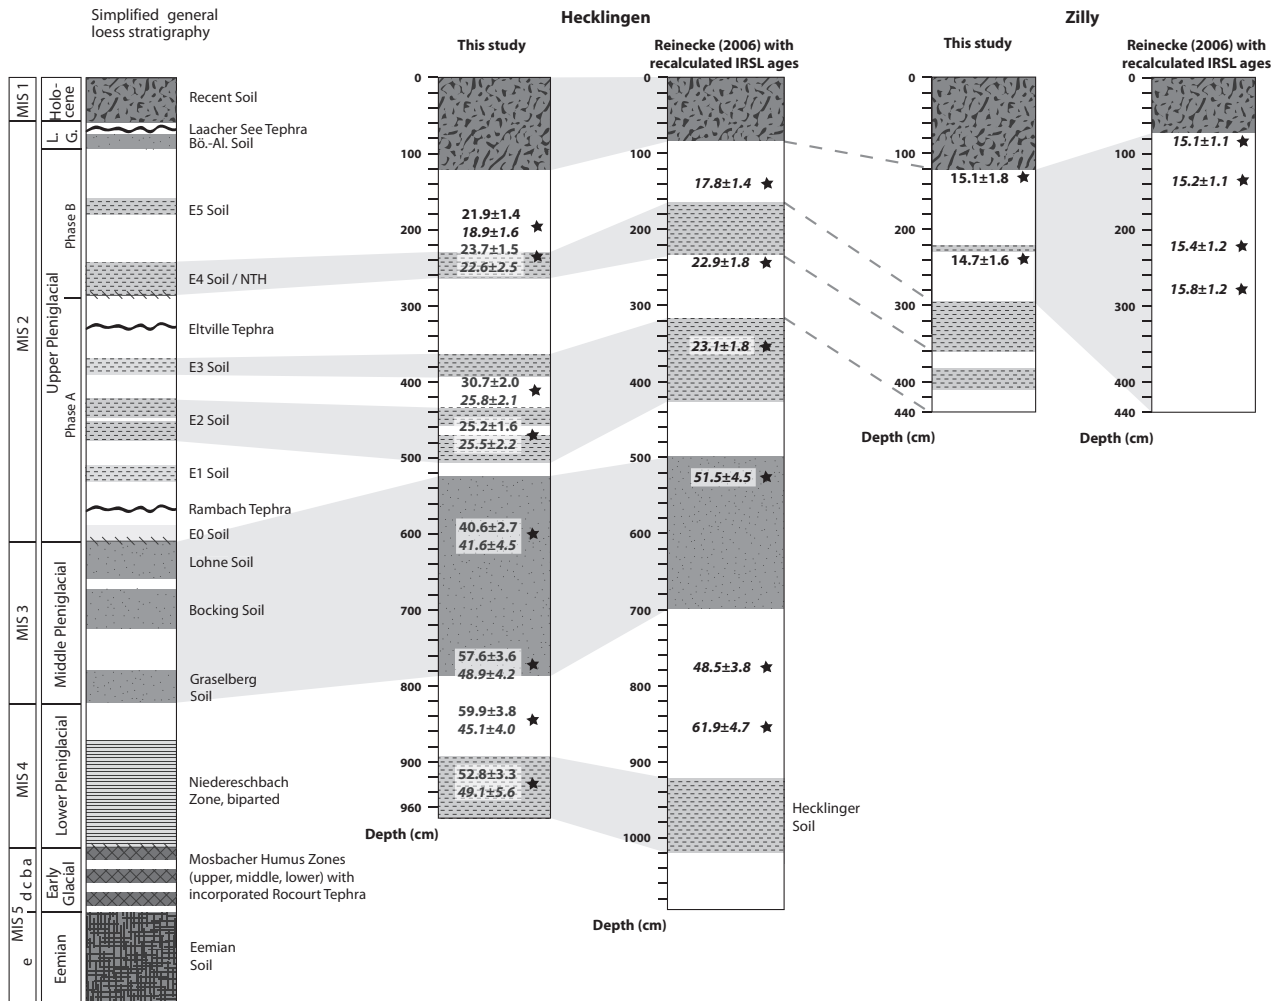 Simplified general
loess stratigraphy
MIS 1
MIS 2
MIS 3
MIS 4
MIS 5
d c b a
e
Holo-
cene
L.
G.
Upper Pleniglacial
Phase B
Phase A
Middle Pleniglacial
Lower Pleniglacial
Early
Glacial
Eemian
Recent Soil
Laacher See Tephra
Bö.-Al. Soil
E5 Soil
E4 Soil / NTH
Eltville Tephra
E3 Soil
E2 Soil
E1 Soil
Rambach Tephra
E0 Soil
Lohne Soil
Bocking Soil
Graselberg
Soil
Niedereschbach
Zone, biparted
Mosbacher Humus Zones
(upper, middle, lower) with
incorporated Rocourt Tephra
Eemian
Soil
Hecklingen
This study
0
100
200
300
400
500
600
700
800
900
960
Depth (cm)
21.9±1.4
18.9±1.6
23.7±1.5
22.6±2.5
30.7±2.0
25.8±2.1
25.2±1.6
25.5±2.2
40.6±2.7
41.6±4.5
57.6±3.6
48.9±4.2
59.9±3.8
45.1±4.0
52.8±3.3
49.1±5.6
Reinecke (2006) with
recalculated IRSL ages
0
100
200
300
400
500
600
700
800
900
1000
Depth (cm)
17.8±1.4
22.9±1.8
23.1±1.8
51.5±4.5
48.5±3.8
61.9±4.7
Hecklinger
Soil
Zilly
This study
0
100
200
300
400
440
Depth (cm)
15.1±1.8
14.7±1.6
Reinecke (2006) with
recalculated IRSL ages
0
100
200
300
400
440
Depth (cm)
15.1±1.1
15.2±1.1
15.4±1.2
15.8±1.2